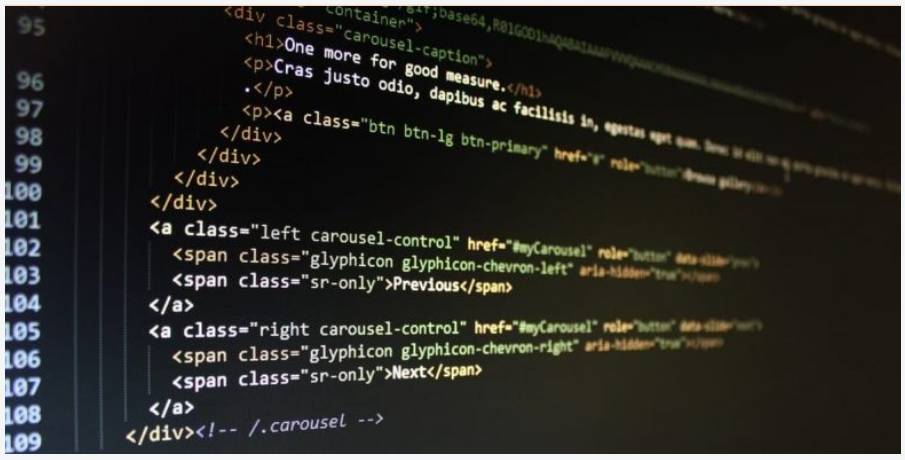 ;base64,R0lGOD
95 <div class="container">
<div class="carousel-caption">
<h1>One more for good measure.</h1>
96 <p>Cras justo odio, dapibus ac facilisis in, egestas eget quam.
97 .</p>
98 <p><a class="btn btn-lg btn-primary" href="#" role="button">Browse gallery
99 </div>
100 </div>
</div>
101 </div>
102 <a class="left carousel-control" href="#myCarousel" role="button" data-slide="prev">
103 <span class="glyphicon glyphicon-chevron-left" aria-hidden="true"></span>
104 <span class="sr-only">Previous</span>
</a>
105 <a class="right carousel-control" href="#myCarousel" role="button" data-slide="next">
106 <span class="glyphicon glyphicon-chevron-right" aria-hidden="true"></span>
107 <span class="sr-only">Next</span>
108 </a>
109 </div><!-- /.carousel -->